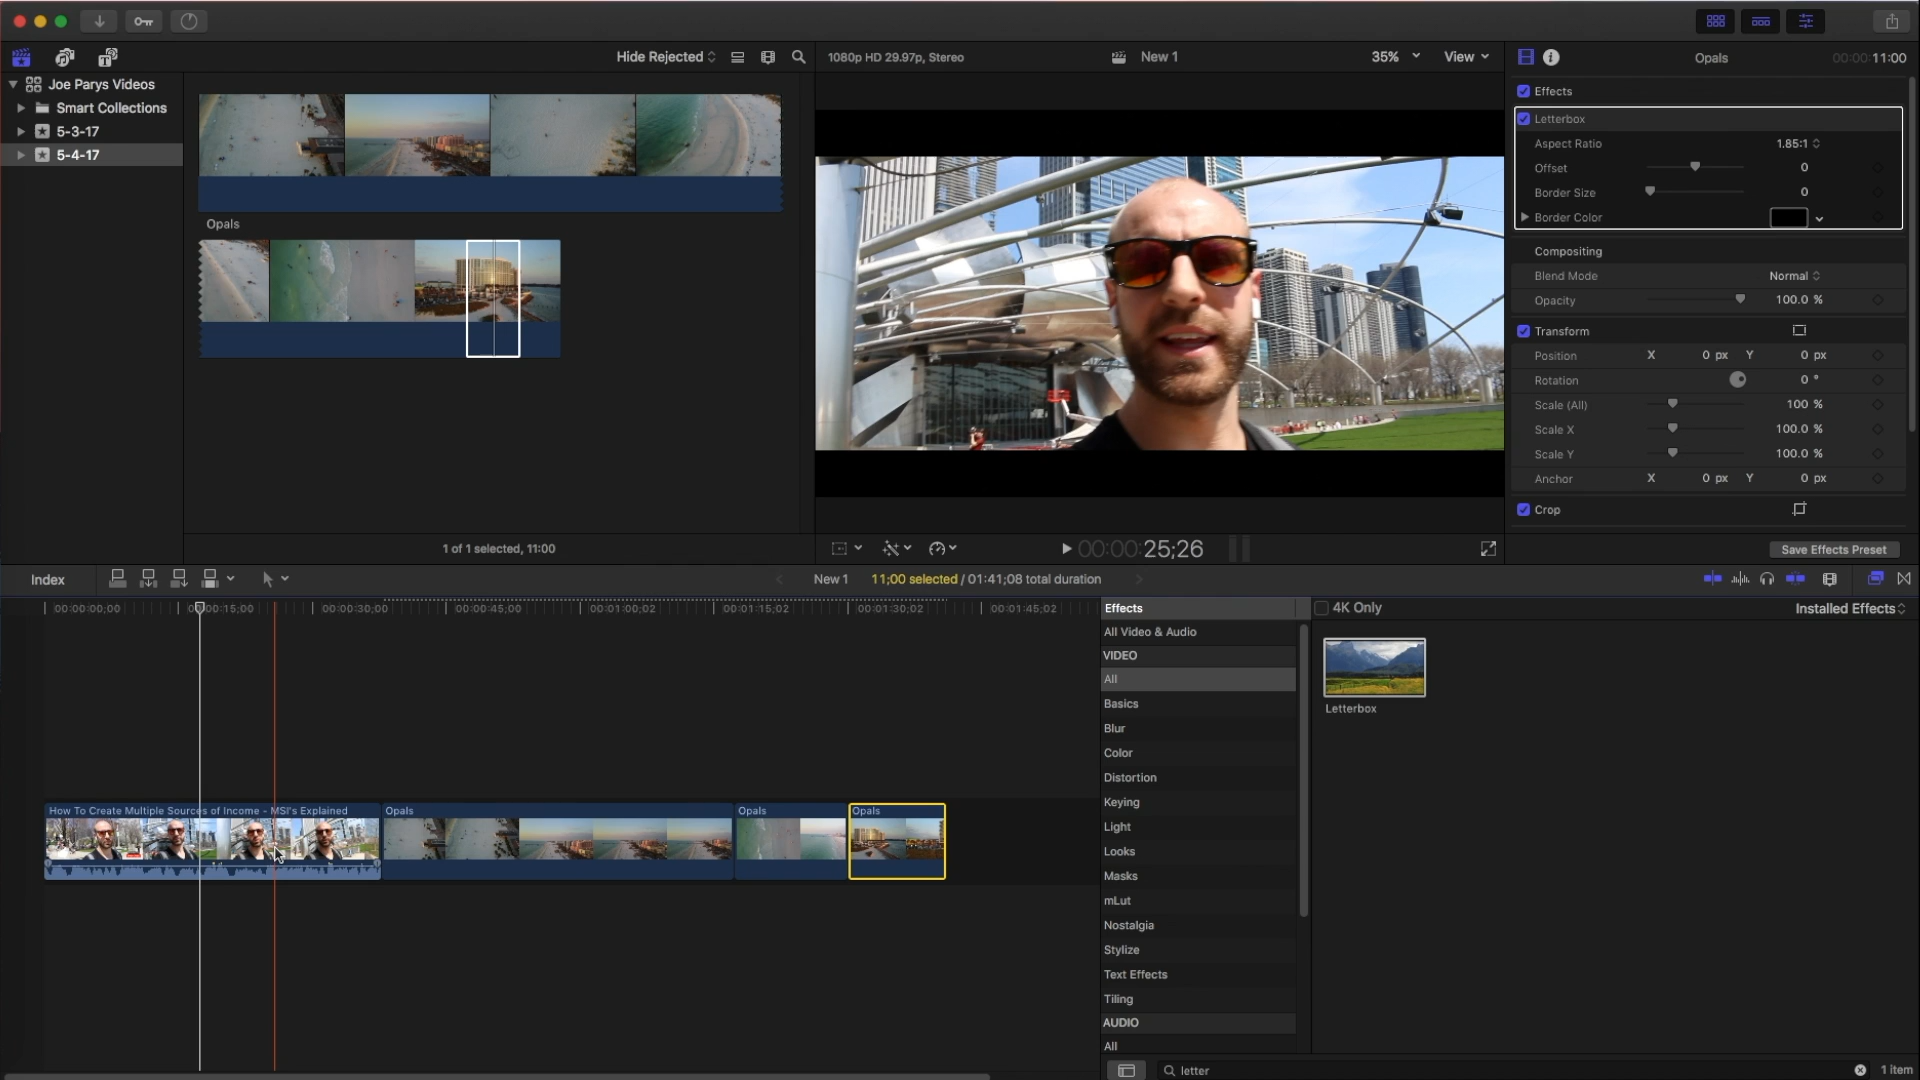 Hide Rejected
1080p HD 29.97p, Stereo
New 1
35%
View
Opals
00:00:11:00
Joe Parys Videos
Smart Collections
5-3-17
5-4-17
Opals
1 of 1 selected, 11:00
00:00:25;26
Effects
Letterbox
Aspect Ratio
1.85:1
Offset
0
Border Size
0
Border Color
Compositing
Blend Mode
Normal
Opacity
100.0 %
Transform
Position
X
0 px
Y
0 px
Rotation
0 °
Scale (All)
100 %
Scale X
100.0 %
Scale Y
100.0 %
Anchor
X
0 px
Y
0 px
Crop
Save Effects Preset
Index
New 1
11;00 selected / 01:41;08 total duration
00:00:00;00
00:00:15;00
00:00:30;00
00:00:45;00
00:01:00;02
00:01:15;02
00:01:30;02
00:01:45;02
How To Create Multiple Sources of Income - MSI's Explained
Opals
Opals
Opals
Effects
All Video & Audio
VIDEO
All
Basics
Blur
Color
Distortion
Keying
Light
Looks
Masks
mLut
Nostalgia
Stylize
Text Effects
Tiling
AUDIO
All
4K Only
Installed Effects
Letterbox
letter
1 item